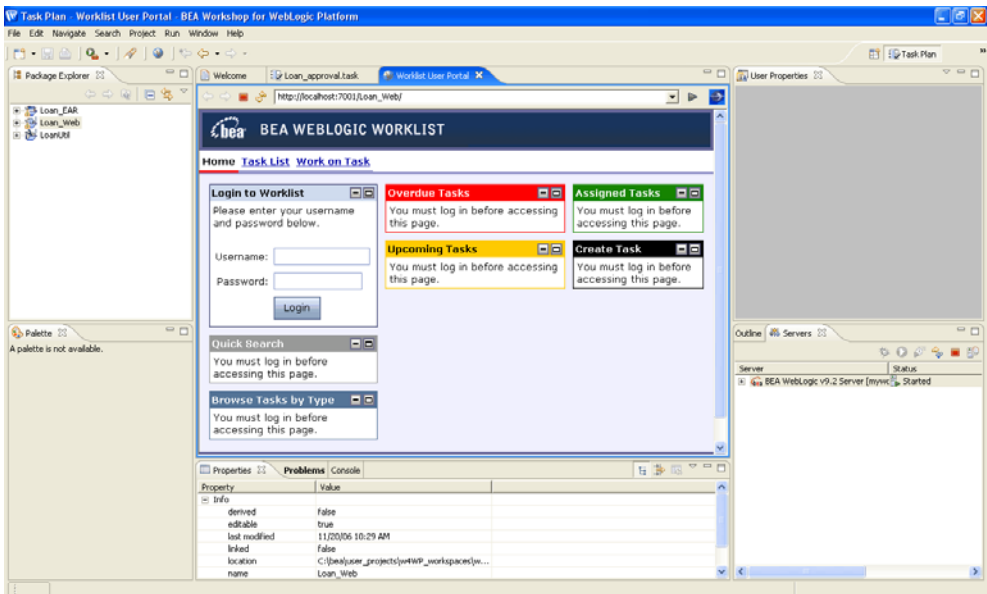 Task Plan - Worklist User Portal - BEA Workshop for WebLogic Platform
File Edit Navigate Search Project Run Window Help
Task Plan
Package Explorer
Loan_EAR
Loan_Web
LoanUtil
Welcome Loan_approval.task Worklist User Portal
http://localhost:7001/Loan_Web/
bea BEA WEBLOGIC WORKLIST
Home Task List Work on Task
Login to Worklist
Please enter your username
and password below.
Username:
Password:
Login
Overdue Tasks
You must log in before accessing
this page.
Assigned Tasks
You must log in before
accessing this page.
Upcoming Tasks
You must log in before accessing
this page.
Create Task
You must log in before
accessing this page.
Quick Search
You must log in before
accessing this page.
Browse Tasks by Type
You must log in before
accessing this page.
User Properties
Palette
A palette is not available.
Outline Servers
Server Status
BEA WebLogic v9.2 Server [mywc Started
Properties Problems Console
Property Value
Info
derived false
editable true
last modified 11/20/06 10:29 AM
linked false
location C:\bea\user_projects\w4WP_workspaces\w...
name Loan_Web